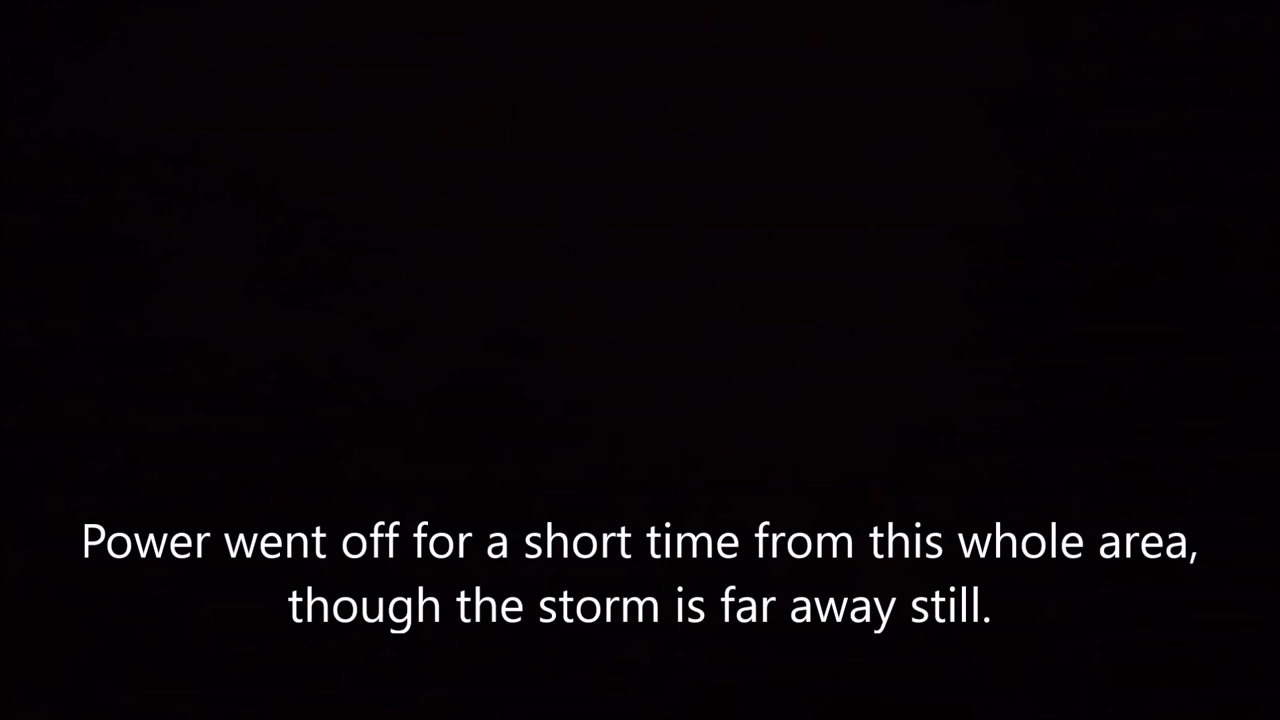 Power went off for a short time from this whole area,
though the storm is far away still.